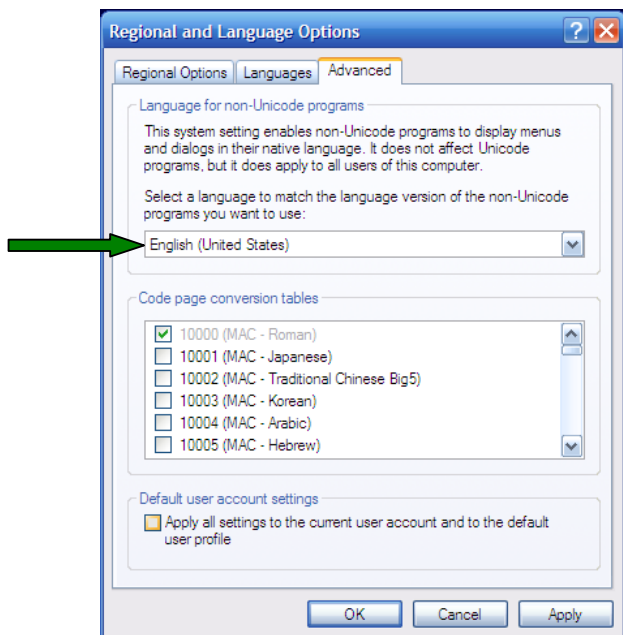 Regional and Language Options
Regional Options Languages Advanced
Language for non-Unicode programs
This system setting enables non-Unicode programs to display menus
and dialogs in their native language. It does not affect Unicode
programs, but it does apply to all users of this computer.
Select a language to match the language version of the non-Unicode
programs you want to use:
English (United States)
Code page conversion tables
10000 (MAC - Roman)
10001 (MAC - Japanese)
10002 (MAC - Traditional Chinese Big5)
10003 (MAC - Korean)
10004 (MAC - Arabic)
10005 (MAC - Hebrew)
Default user account settings
Apply all settings to the current user account and to the default
user profile
OK Cancel Apply